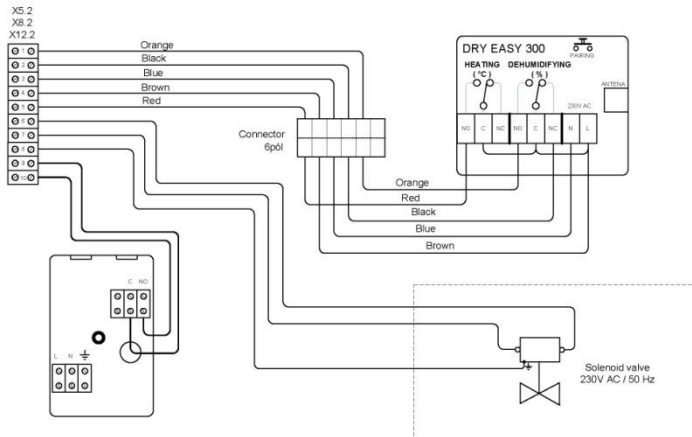 X5.2
X8.2
X12.2
1
2
3
4
5
6
7
8
9
10
Orange
Black
Blue
Brown
Red
Connector
6pól
DRY EASY 300
PAIRING
HEATING DEHUMIDIFYING
(°C) (%)
ANTENA
230V AC
NO C NC NO C NC N L
Orange
Red
Black
Blue
Brown
C NO
L N
Solenoid valve
230V AC / 50 Hz